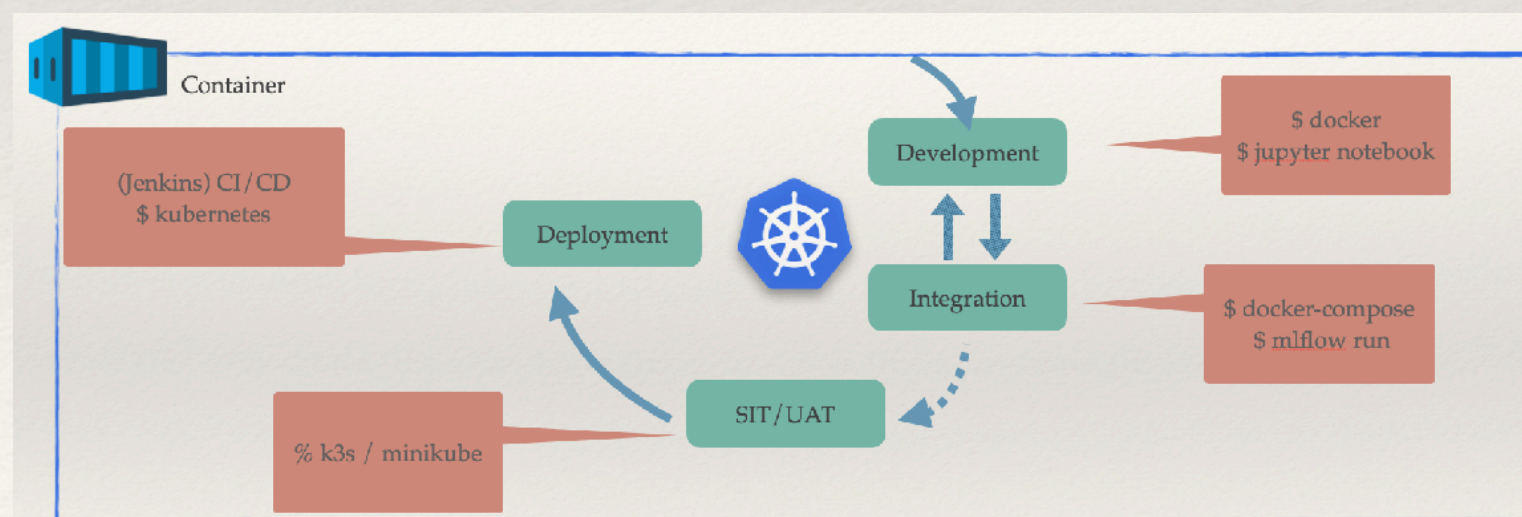 Container
(Jenkins) CI/CD
$ kubernetes
Deployment
Development
$ docker
$ jupyter notebook
Integration
$ docker-compose
$ mlflow run
SIT/UAT
% k3s / minikube